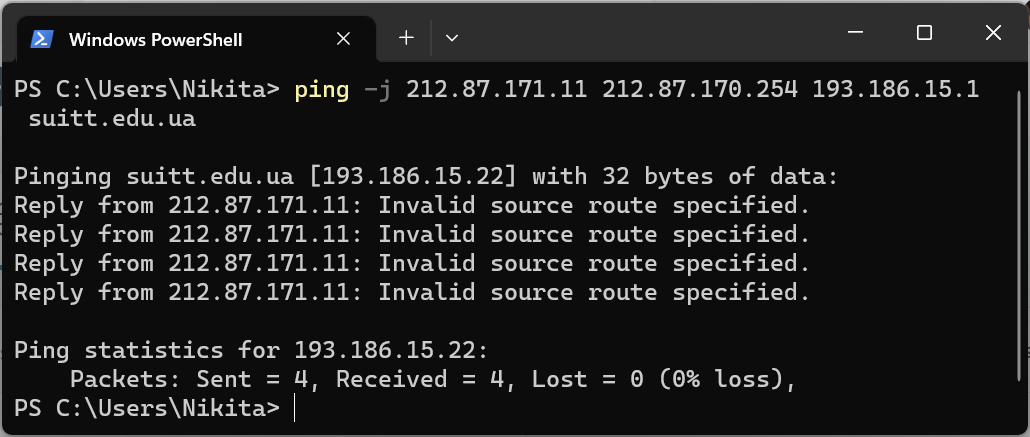 Windows PowerShell
PS C:\Users\Nikita> ping -j 212.87.171.11 212.87.170.254 193.186.15.1
suitt.edu.ua
Pinging suitt.edu.ua [193.186.15.22] with 32 bytes of data:
Reply from 212.87.171.11: Invalid source route specified.
Reply from 212.87.171.11: Invalid source route specified.
Reply from 212.87.171.11: Invalid source route specified.
Reply from 212.87.171.11: Invalid source route specified.
Ping statistics for 193.186.15.22:
Packets: Sent = 4, Received = 4, Lost = 0 (0% loss),
PS C:\Users\Nikita>